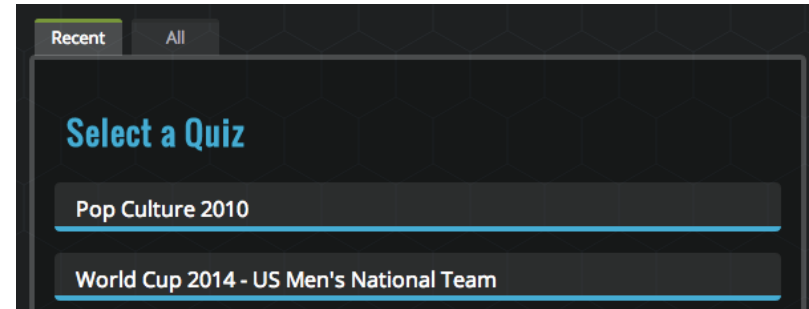 Recent All
Select a Quiz
Pop Culture 2010
World Cup 2014 - US Men's National Team